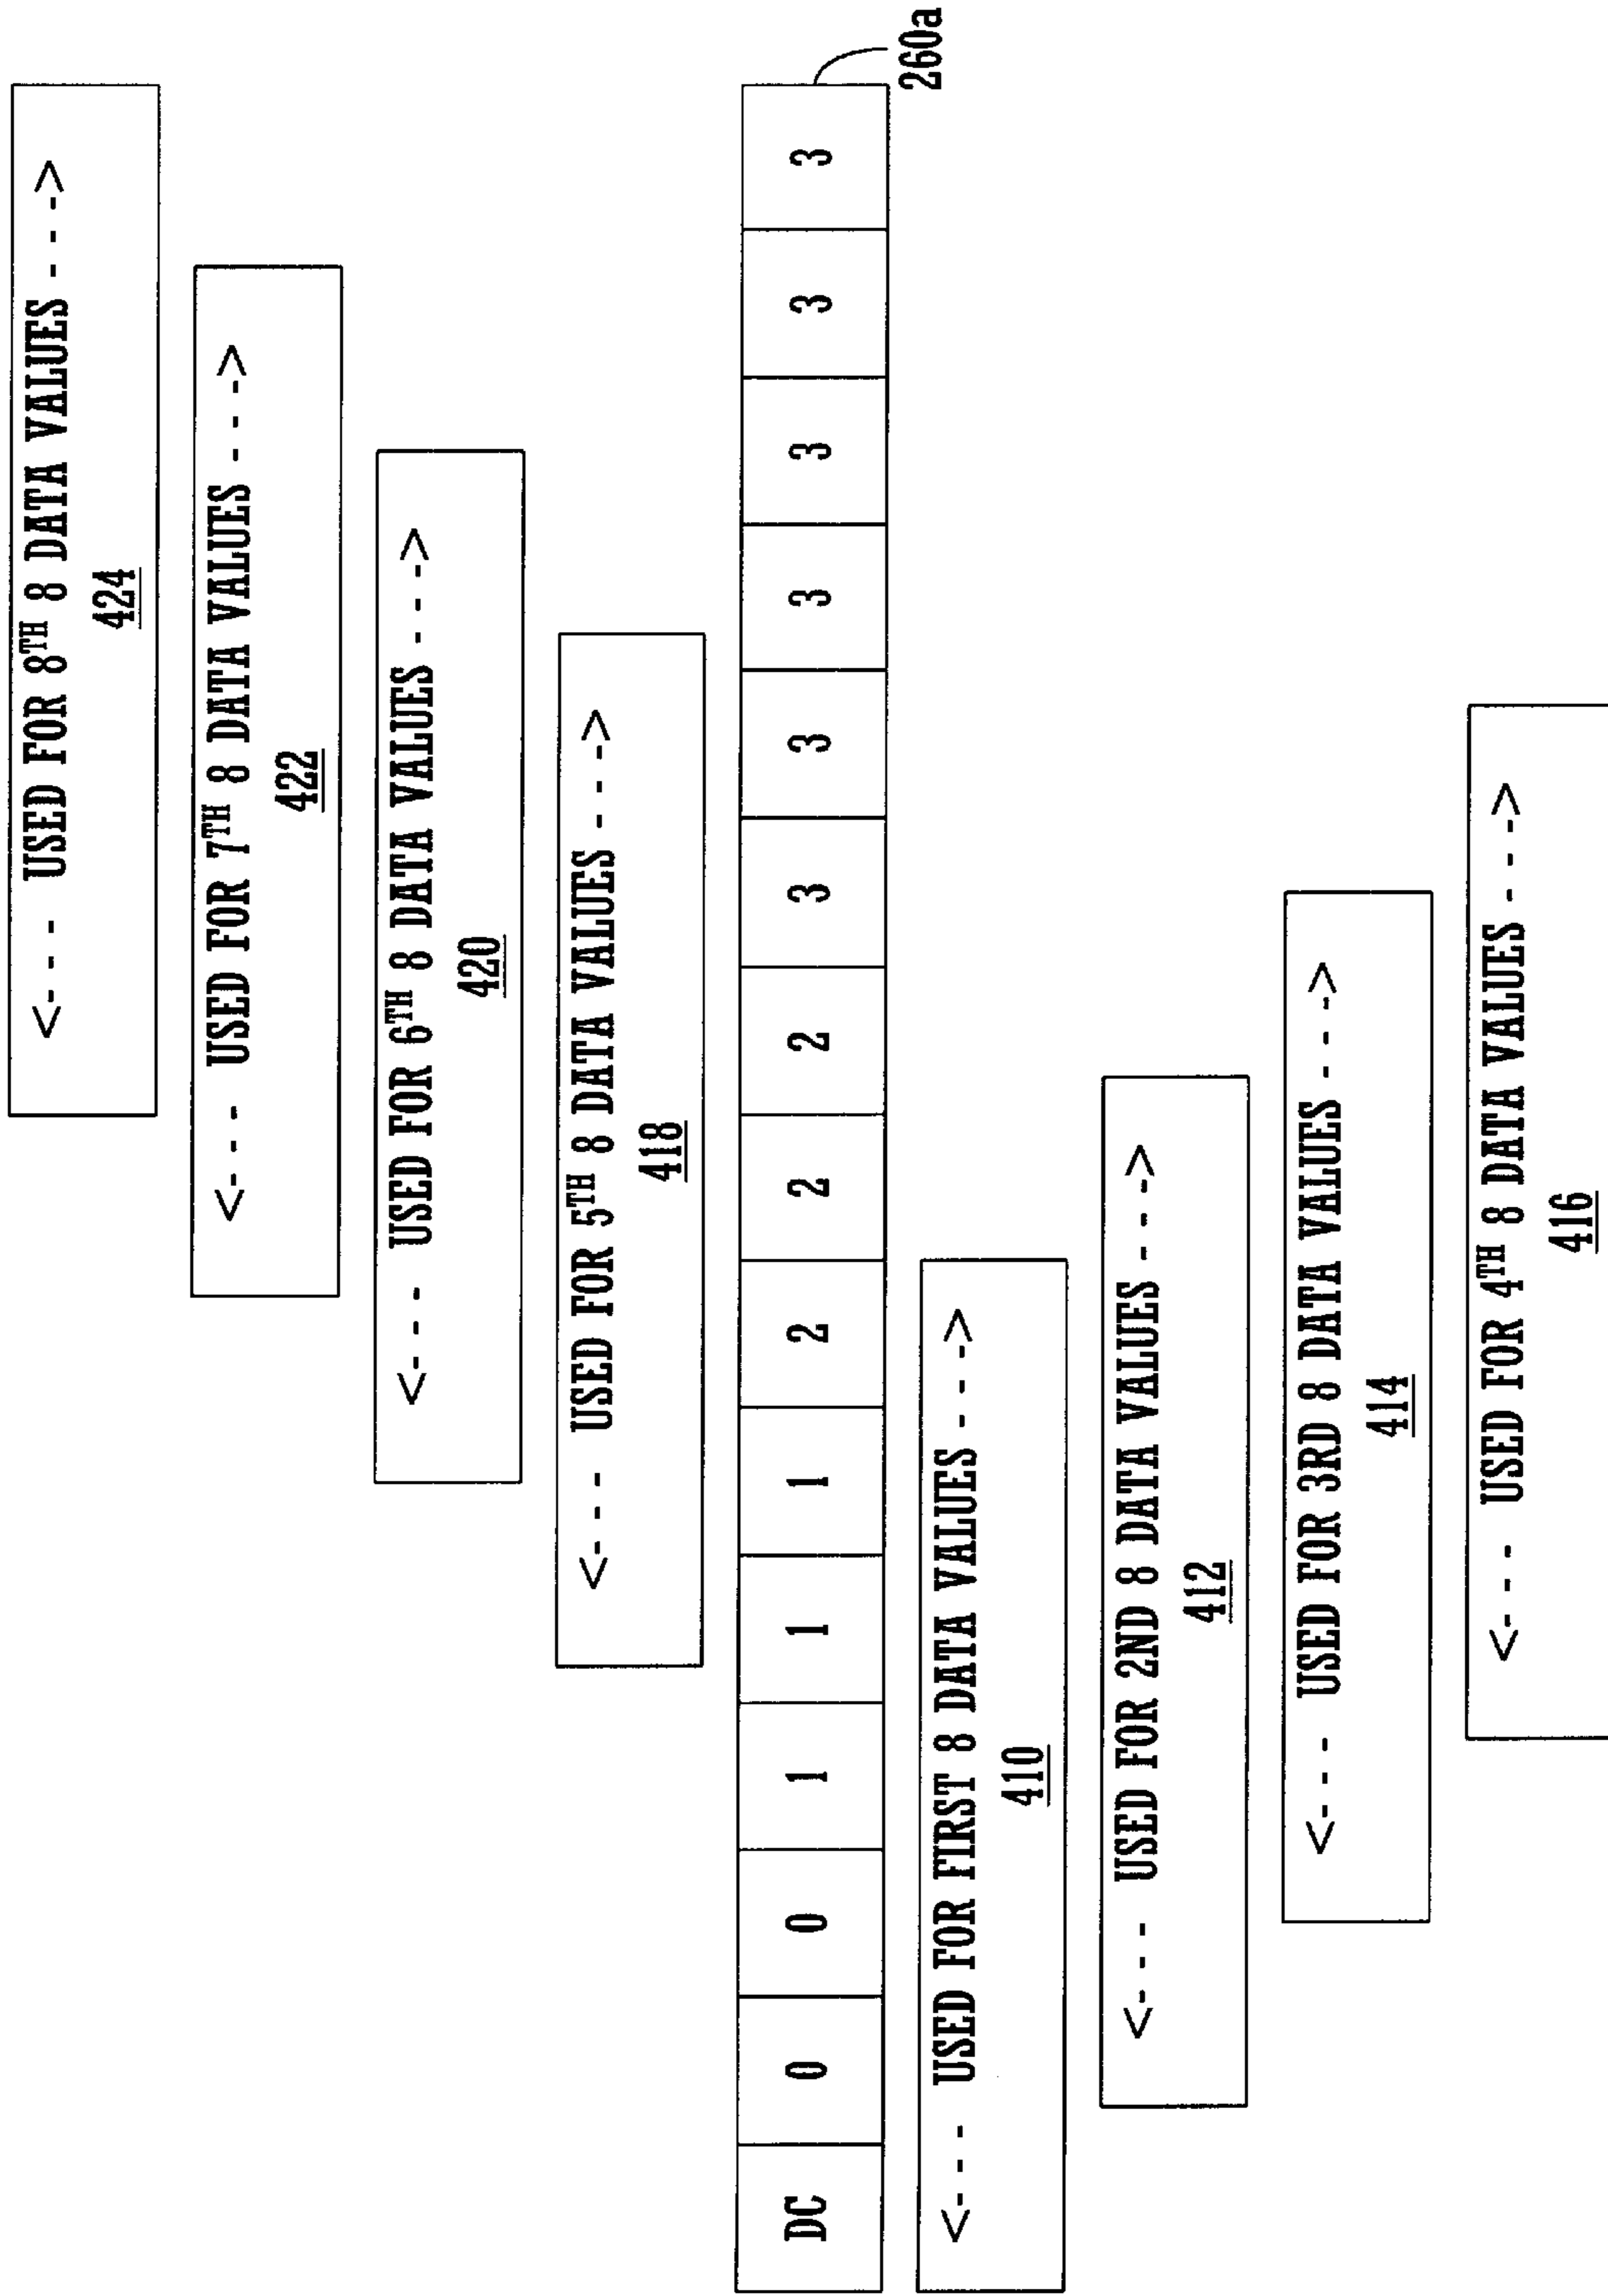 <--- USED FOR 8TH 8 DATA VALUES --->
424
<--- USED FOR 7TH 8 DATA VALUES ---->
422
<--- USED FOR 6TH 8 DATA VALUES --->
420
<--- USED FOR 5TH 8 DATA VALUES ---->
418
DC 0 0 1 1 1 2 2 2 3 3 3 3 3 3
260a
<--- USED FOR FIRST 8 DATA VALUES ---->
410
<--- USED FOR 2ND 8 DATA VALUES ---->
412
<--- USED FOR 3RD 8 DATA VALUES ---->
414
<--- USED FOR 4TH 8 DATA VALUES ---->
416